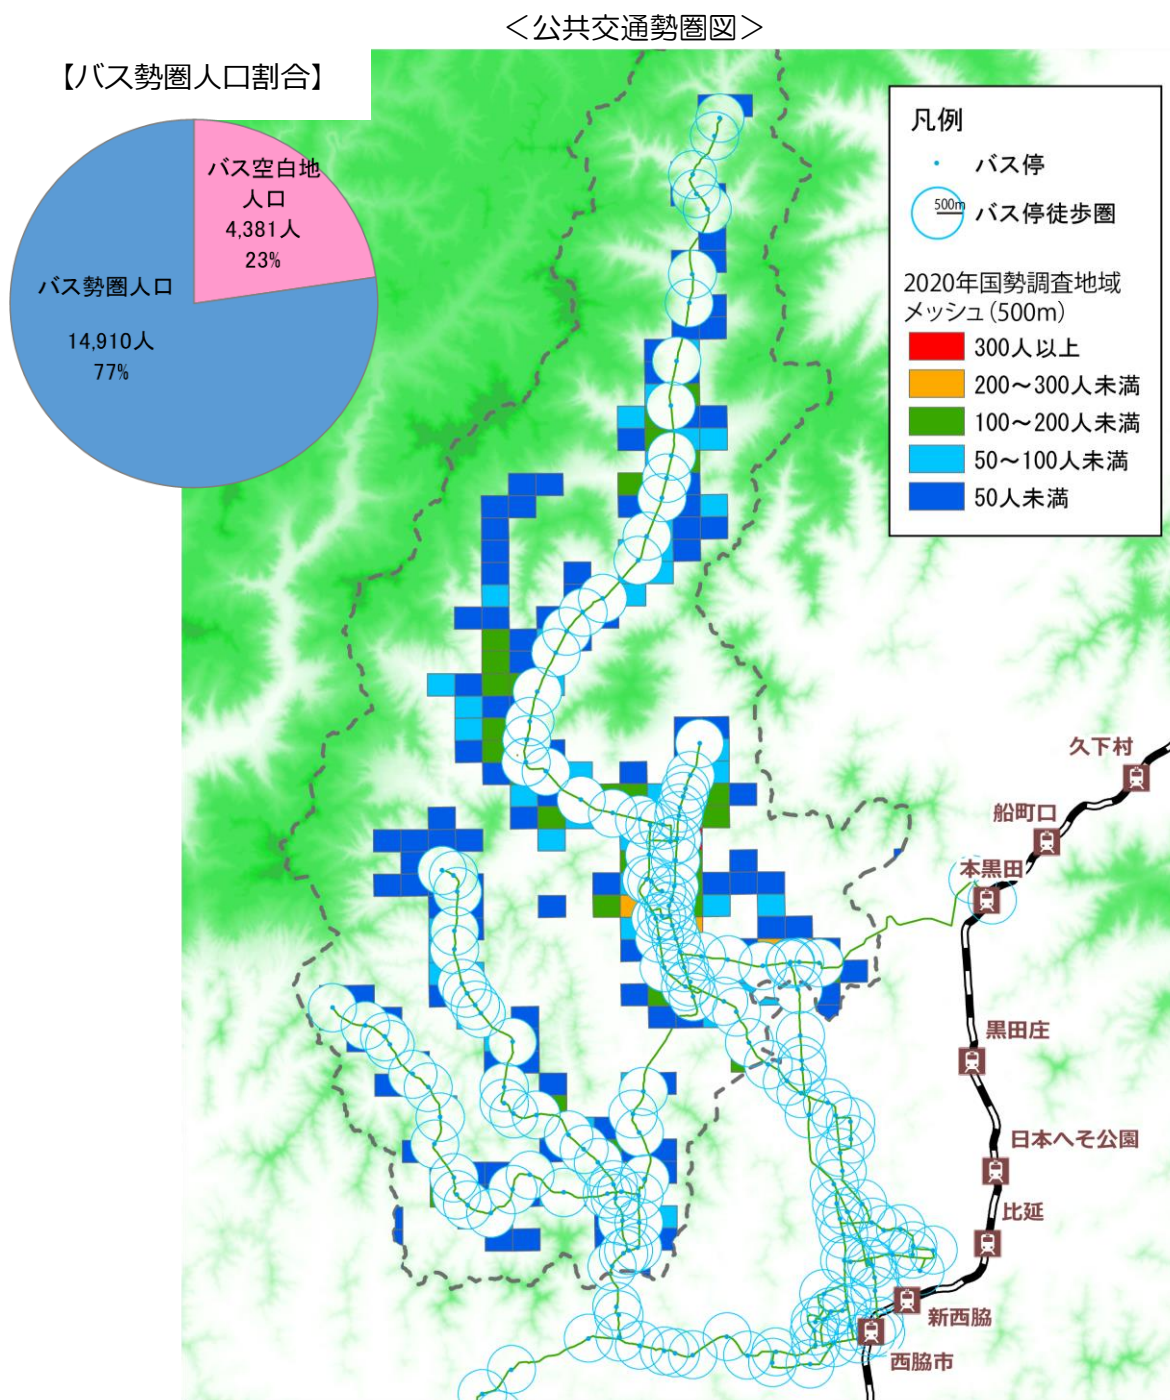 ＜公共交通勢圏図＞
【バス勢圏人口割合】
バス空白地
人口
4,381人
23%
バス勢圏人口
14,910人
77%
凡例
バス停
500m
バス停徒歩圏
2020年国勢調査地域
メッシュ（500m）
300人以上
200～300人未満
100～200人未満
50～100人未満
50人未満
久下村
船町口
本黒田
黒田庄
日本へそ公園
比延
新西脇
西脇市